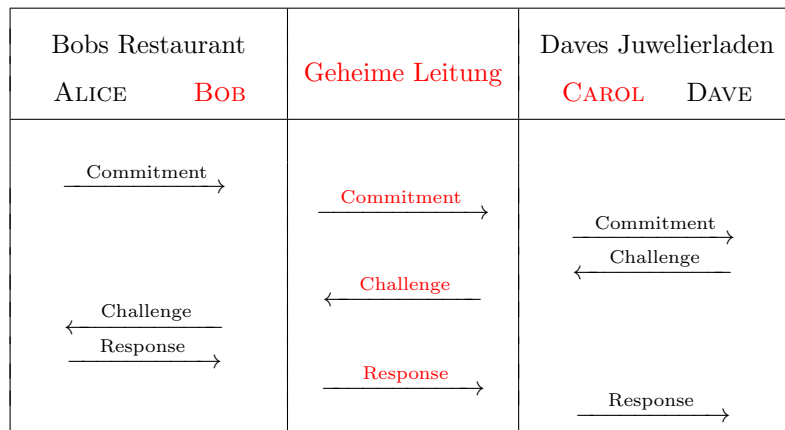 Bobs Restaurant
ALICE BOB
Geheime Leitung
Daves Juwelierladen
CAROL DAVE
Commitment
Commitment
Commitment
Challenge
Challenge
Challenge
Response
Response
Response